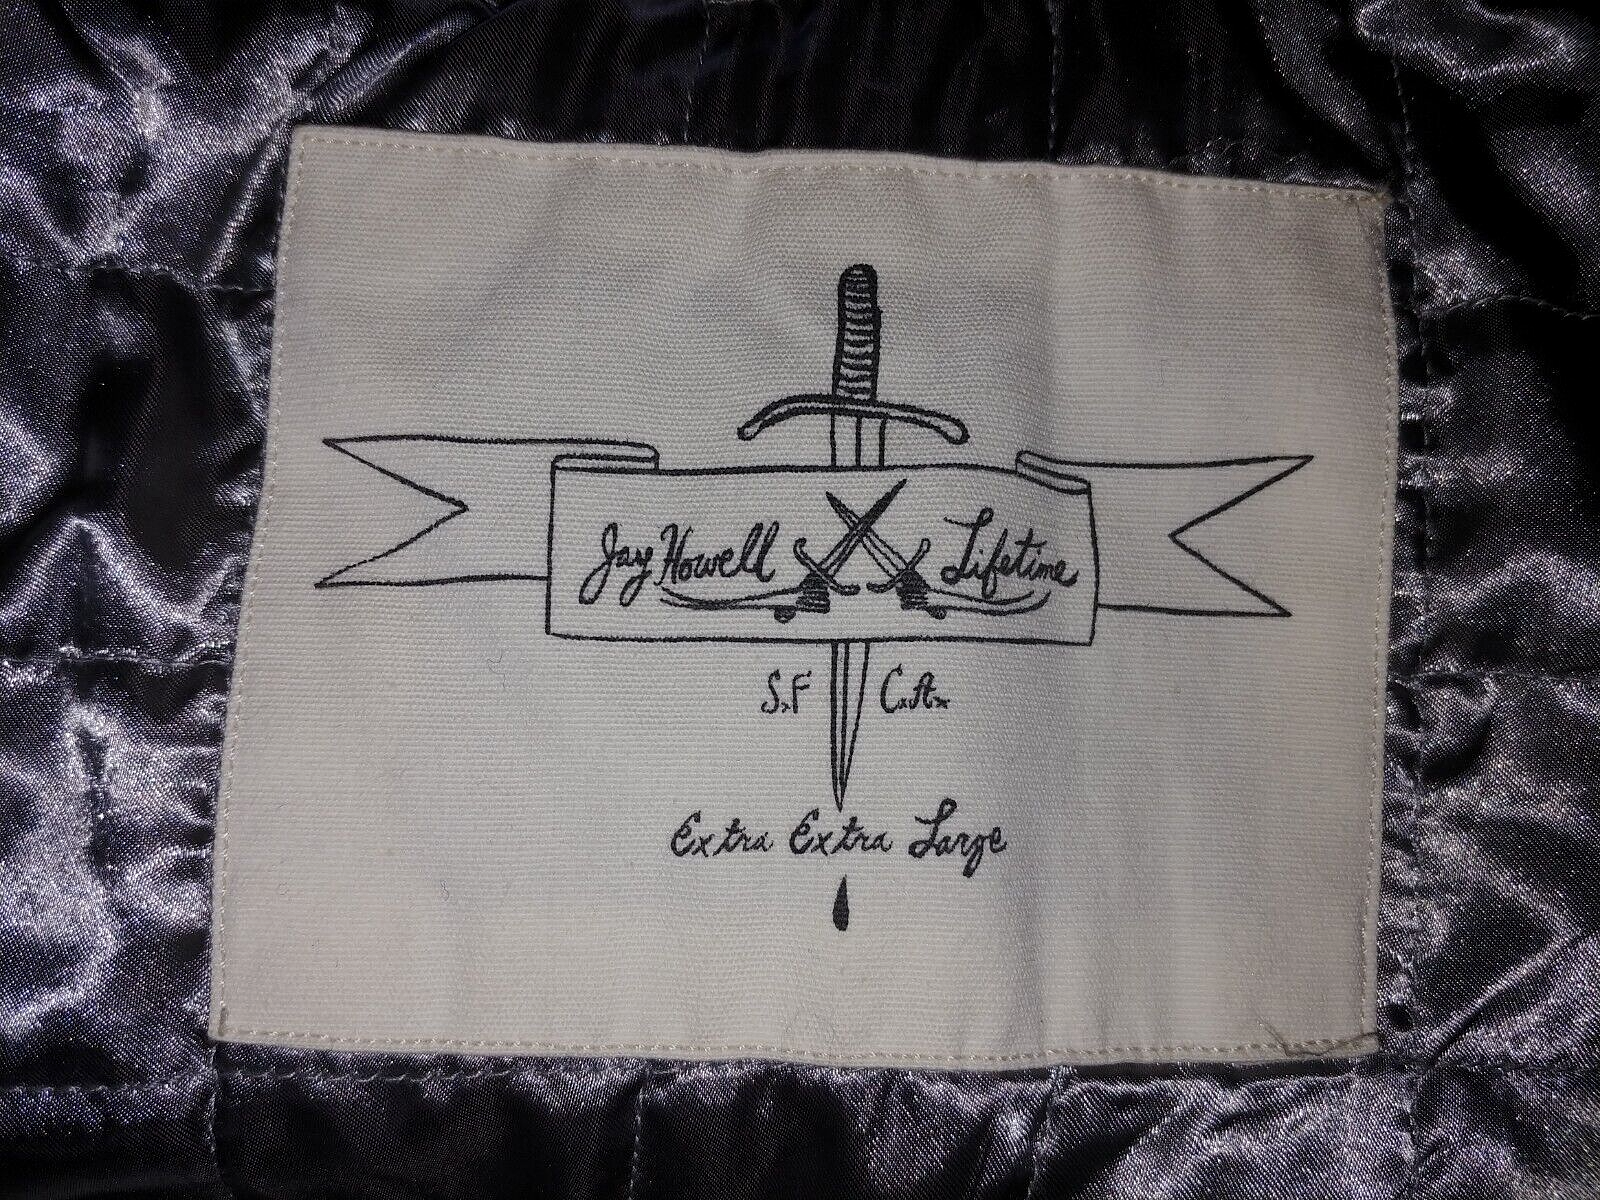 Jay Howell Lifetime
S.F C.A.
Extra Extra Large